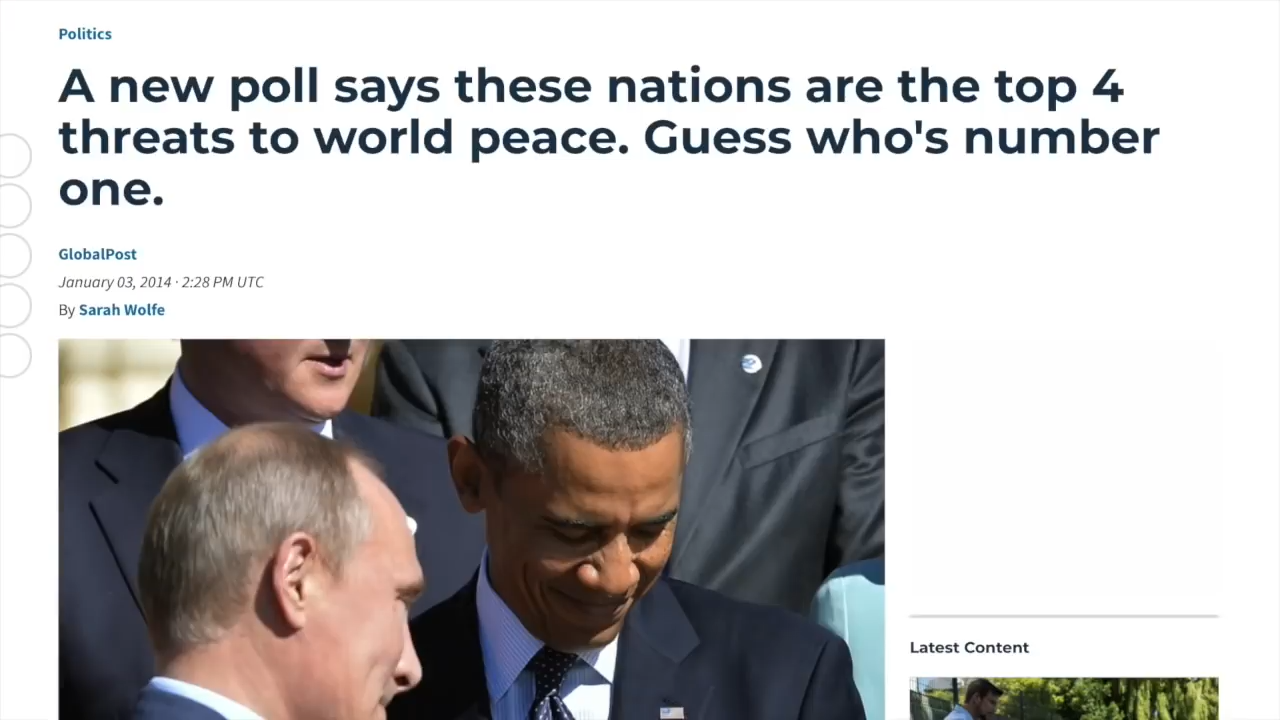 Politics
A new poll says these nations are the top 4
threats to world peace. Guess who's number
one.
GlobalPost
January 03, 2014 · 2:28 PM UTC
By Sarah Wolfe
Latest Content